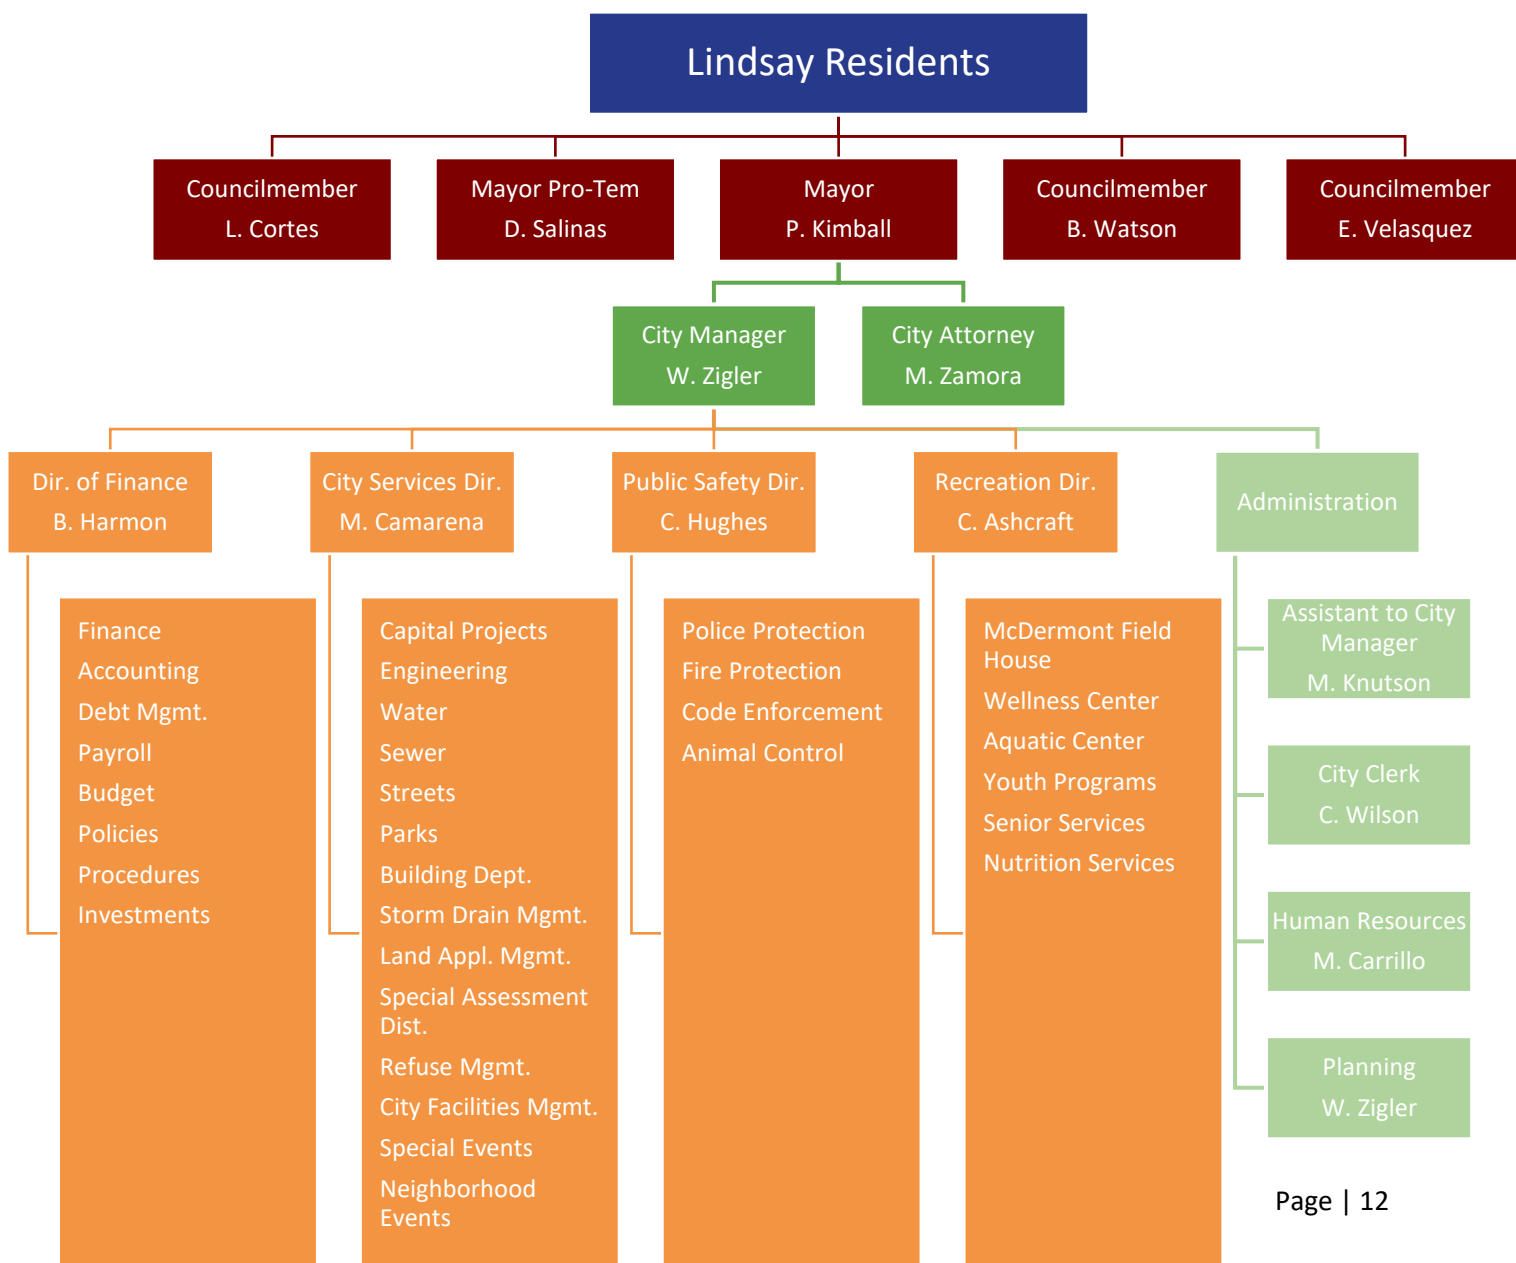 Lindsay Residents
Councilmember
L. Cortes
Mayor Pro-Tem
D. Salinas
Mayor
P. Kimball
Councilmember
B. Watson
Councilmember
E. Velasquez
City Manager
W. Zigler
City Attorney
M. Zamora
Dir. of Finance
B. Harmon
City Services Dir.
M. Camarena
Public Safety Dir.
C. Hughes
Recreation Dir.
C. Ashcraft
Administration
Finance
Accounting
Debt Mgmt.
Payroll
Budget
Policies
Procedures
Investments
Capital Projects
Engineering
Water
Sewer
Streets
Parks
Building Dept.
Storm Drain Mgmt.
Land Appl. Mgmt.
Special Assessment
Dist.
Refuse Mgmt.
City Facilities Mgmt.
Special Events
Neighborhood
Events
Police Protection
Fire Protection
Code Enforcement
Animal Control
McDermont Field
House
Wellness Center
Aquatic Center
Youth Programs
Senior Services
Nutrition Services
Assistant to City
Manager
M. Knutson
City Clerk
C. Wilson
Human Resources
M. Carrillo
Planning
W. Zigler
Page | 12